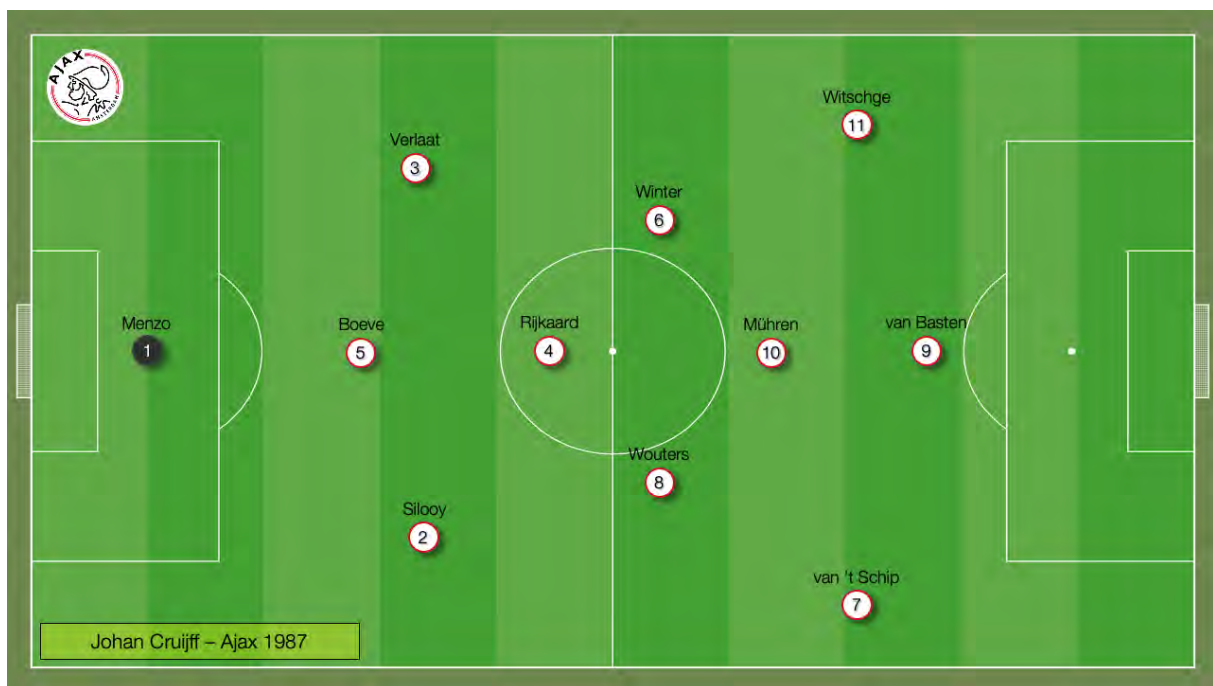 AJAX
AMSTERDAM
Witschge
11
Verlaat
3
Winter
6
Menzo
1
Boeve
5
Rijkaard
4
Mühren
10
van Basten
9
Wouters
8
Silooy
2
van 't Schip
7
Johan Cruijff – Ajax 1987